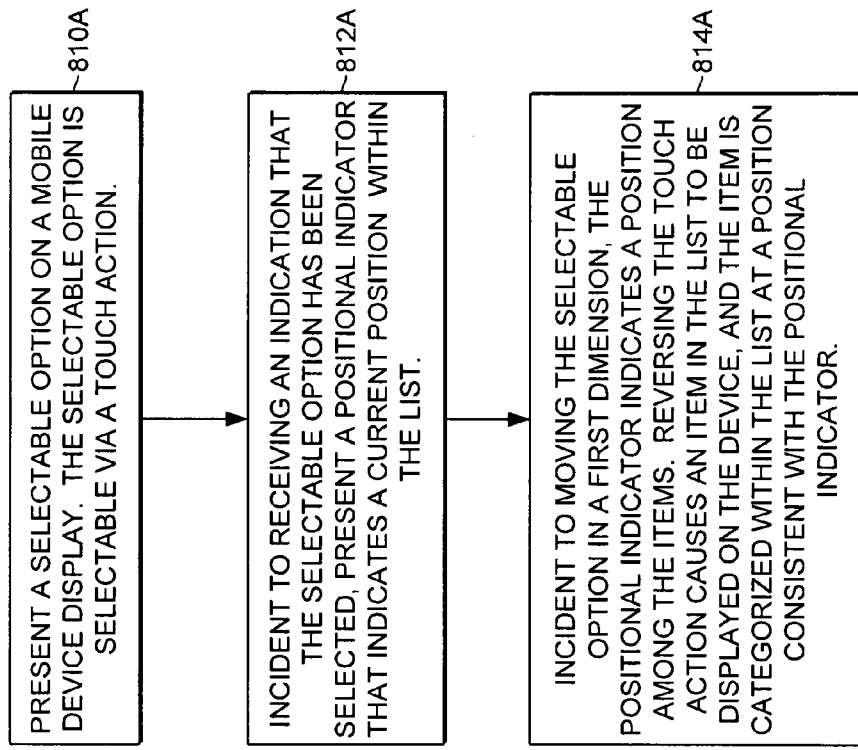 PRESENT A SELECTABLE OPTION ON A MOBILE
DEVICE DISPLAY. THE SELECTABLE OPTION IS
SELECTABLE VIA A TOUCH ACTION.
810A
INCIDENT TO RECEIVING AN INDICATION THAT
THE SELECTABLE OPTION HAS BEEN
SELECTED, PRESENT A POSITIONAL INDICATOR
THAT INDICATES A CURRENT POSITION WITHIN
THE LIST.
812A
INCIDENT TO MOVING THE SELECTABLE
OPTION IN A FIRST DIMENSION, THE
POSITIONAL INDICATOR INDICATES A POSITION
AMONG THE ITEMS. REVERSING THE TOUCH
ACTION CAUSES AN ITEM IN THE LIST TO BE
DISPLAYED ON THE DEVICE, AND THE ITEM IS
CATEGORIZED WITHIN THE LIST AT A POSITION
CONSISTENT WITH THE POSITIONAL
INDICATOR.
814A